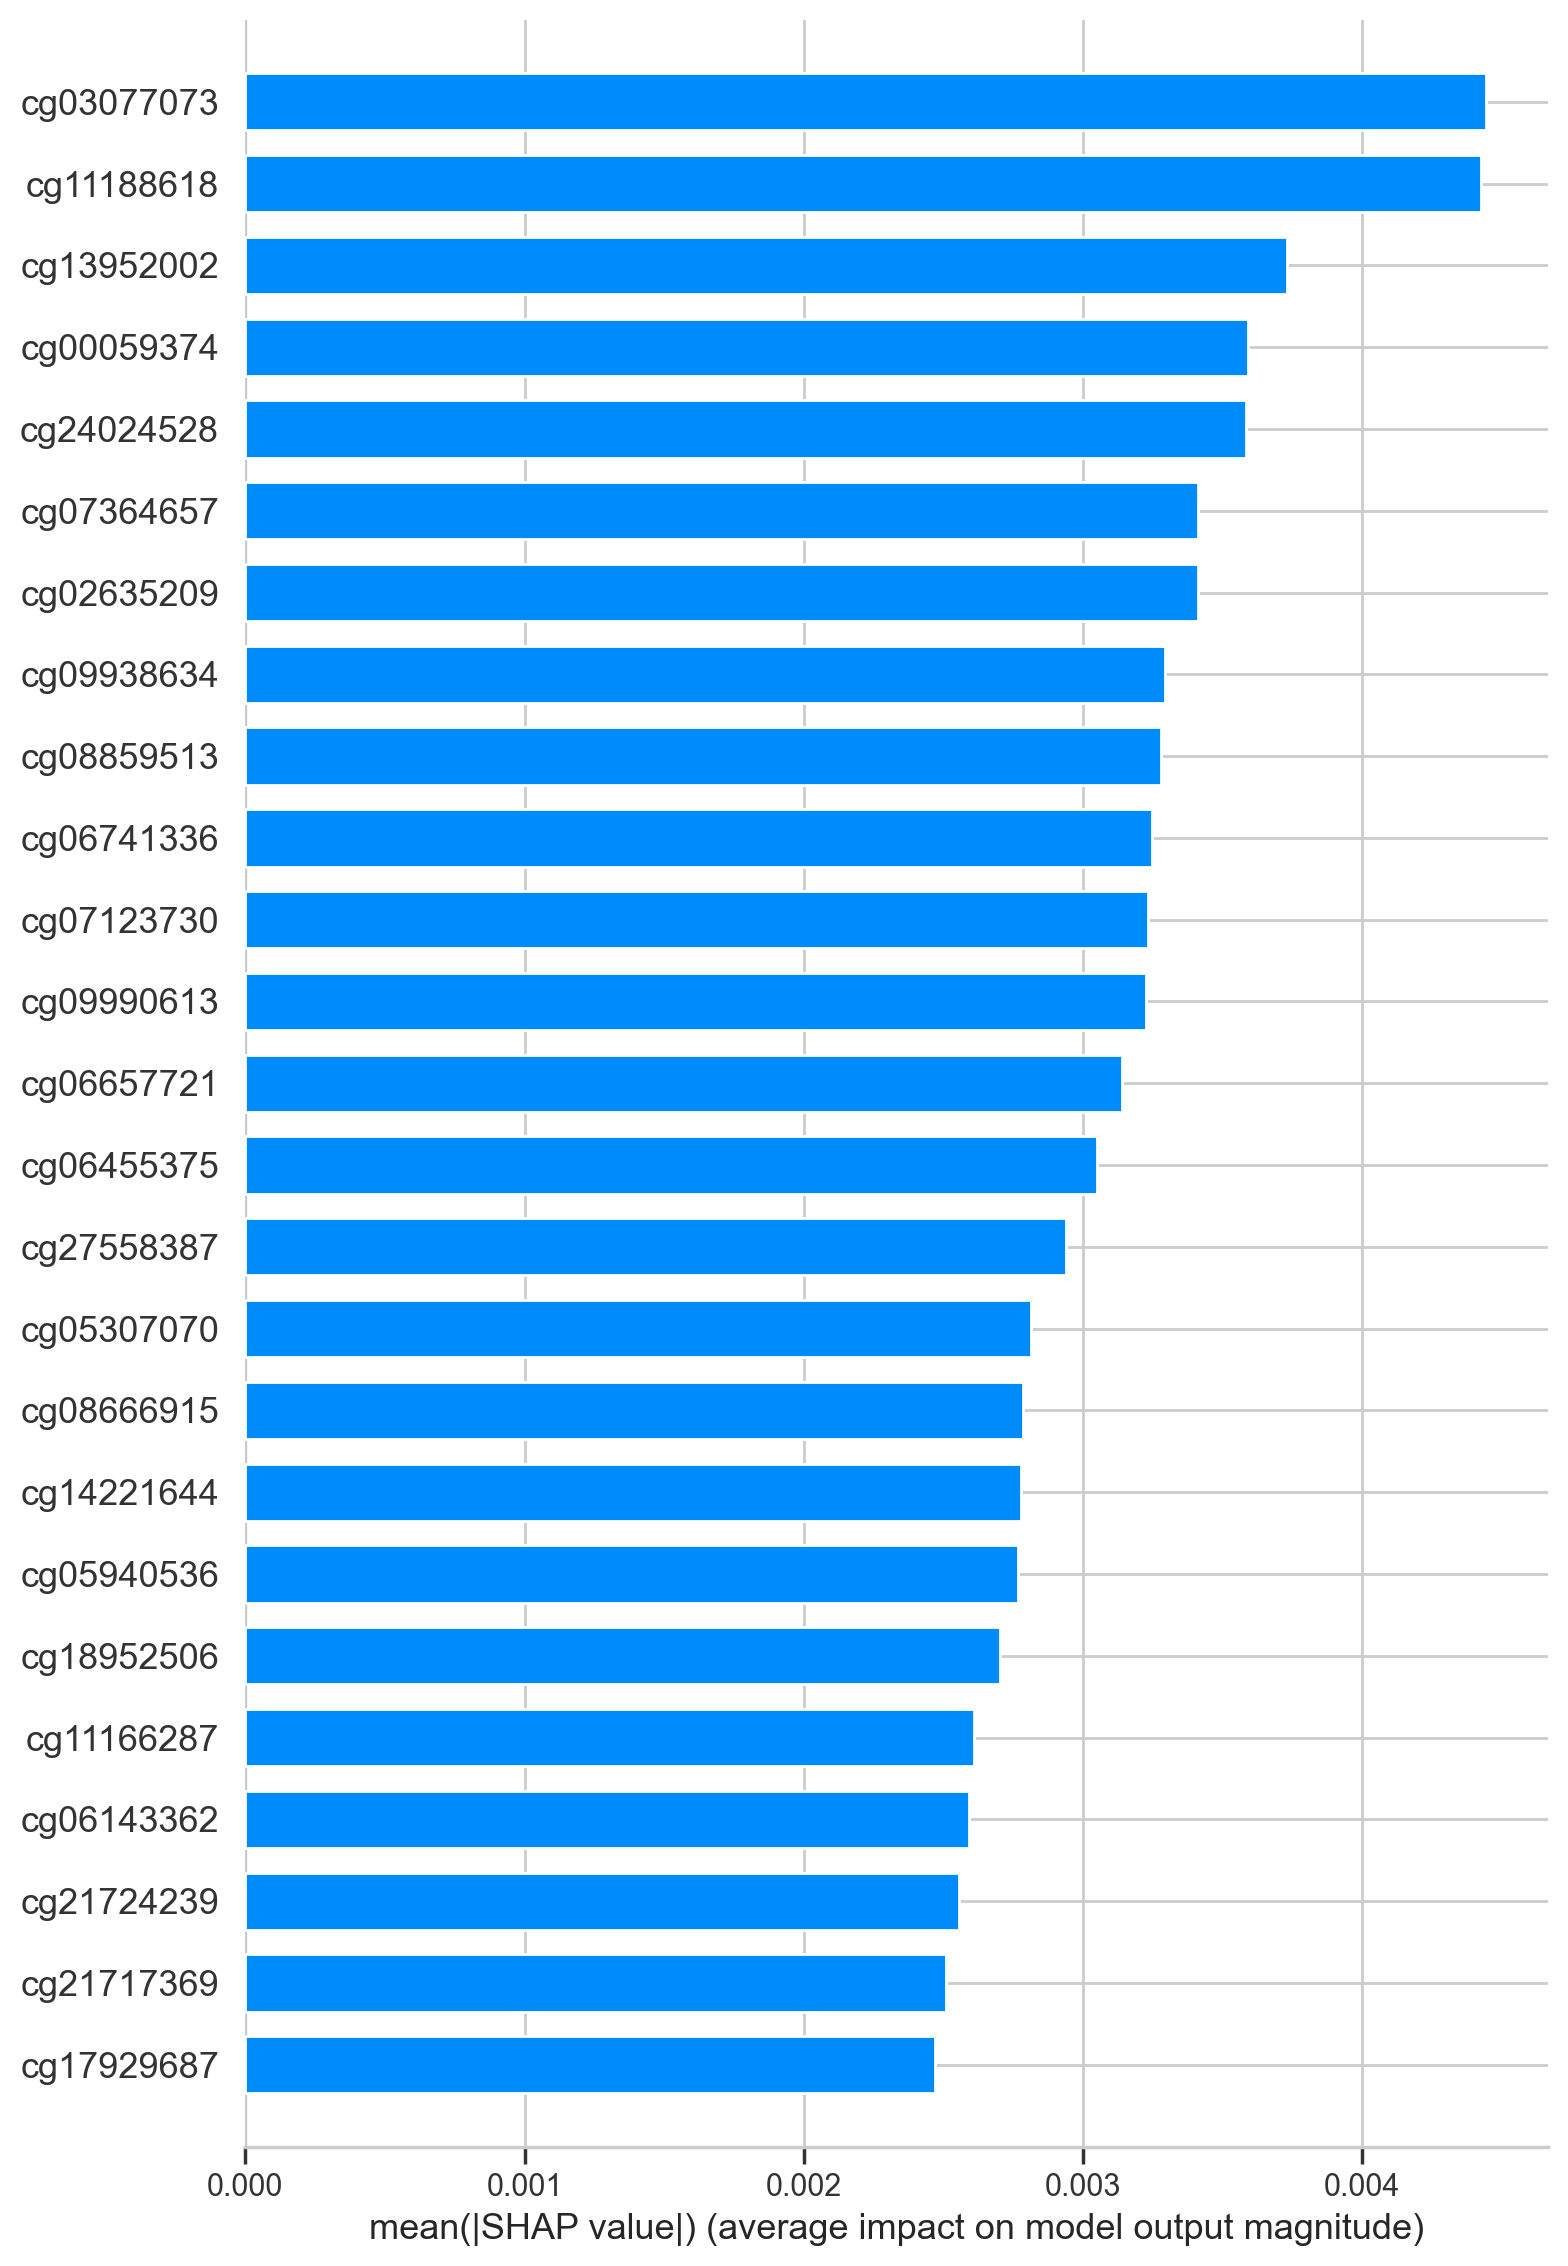 cg03077073
cg11188618
cg13952002
cg00059374
cg24024528
cg07364657
cg02635209
cg09938634
cg08859513
cg06741336
cg07123730
cg09990613
cg06657721
cg06455375
cg27558387
cg05307070
cg08666915
cg14221644
cg05940536
cg18952506
cg11166287
cg06143362
cg21724239
cg21717369
cg17929687
0.000 0.001 0.002 0.003 0.004
mean(|SHAP value|) (average impact on model output magnitude)